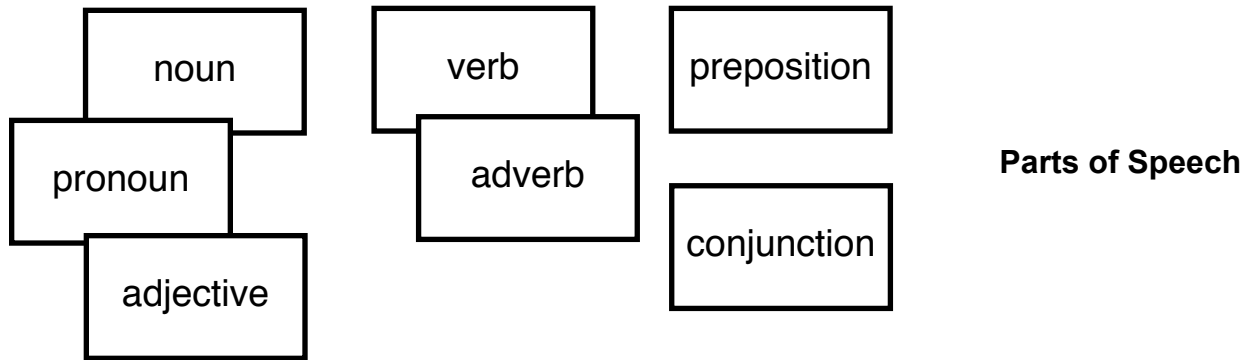 noun
pronoun
adjective
verb
adverb
preposition
conjunction
Parts of Speech